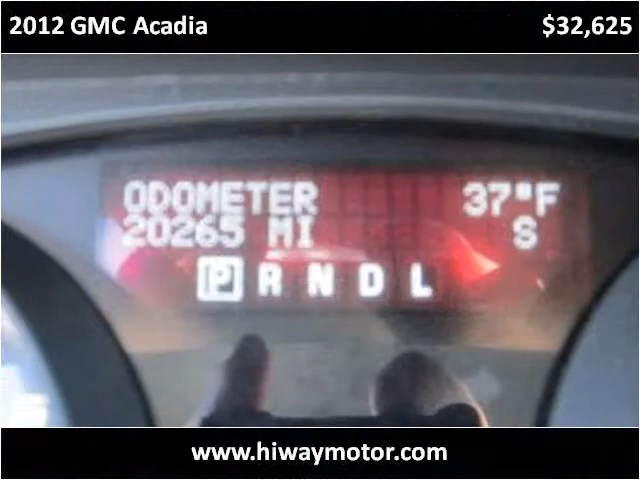 2012 GMC Acadia $32,625
ODOMETER 37°F
20265 MI S
P R N D L
www.hiwaymotor.com